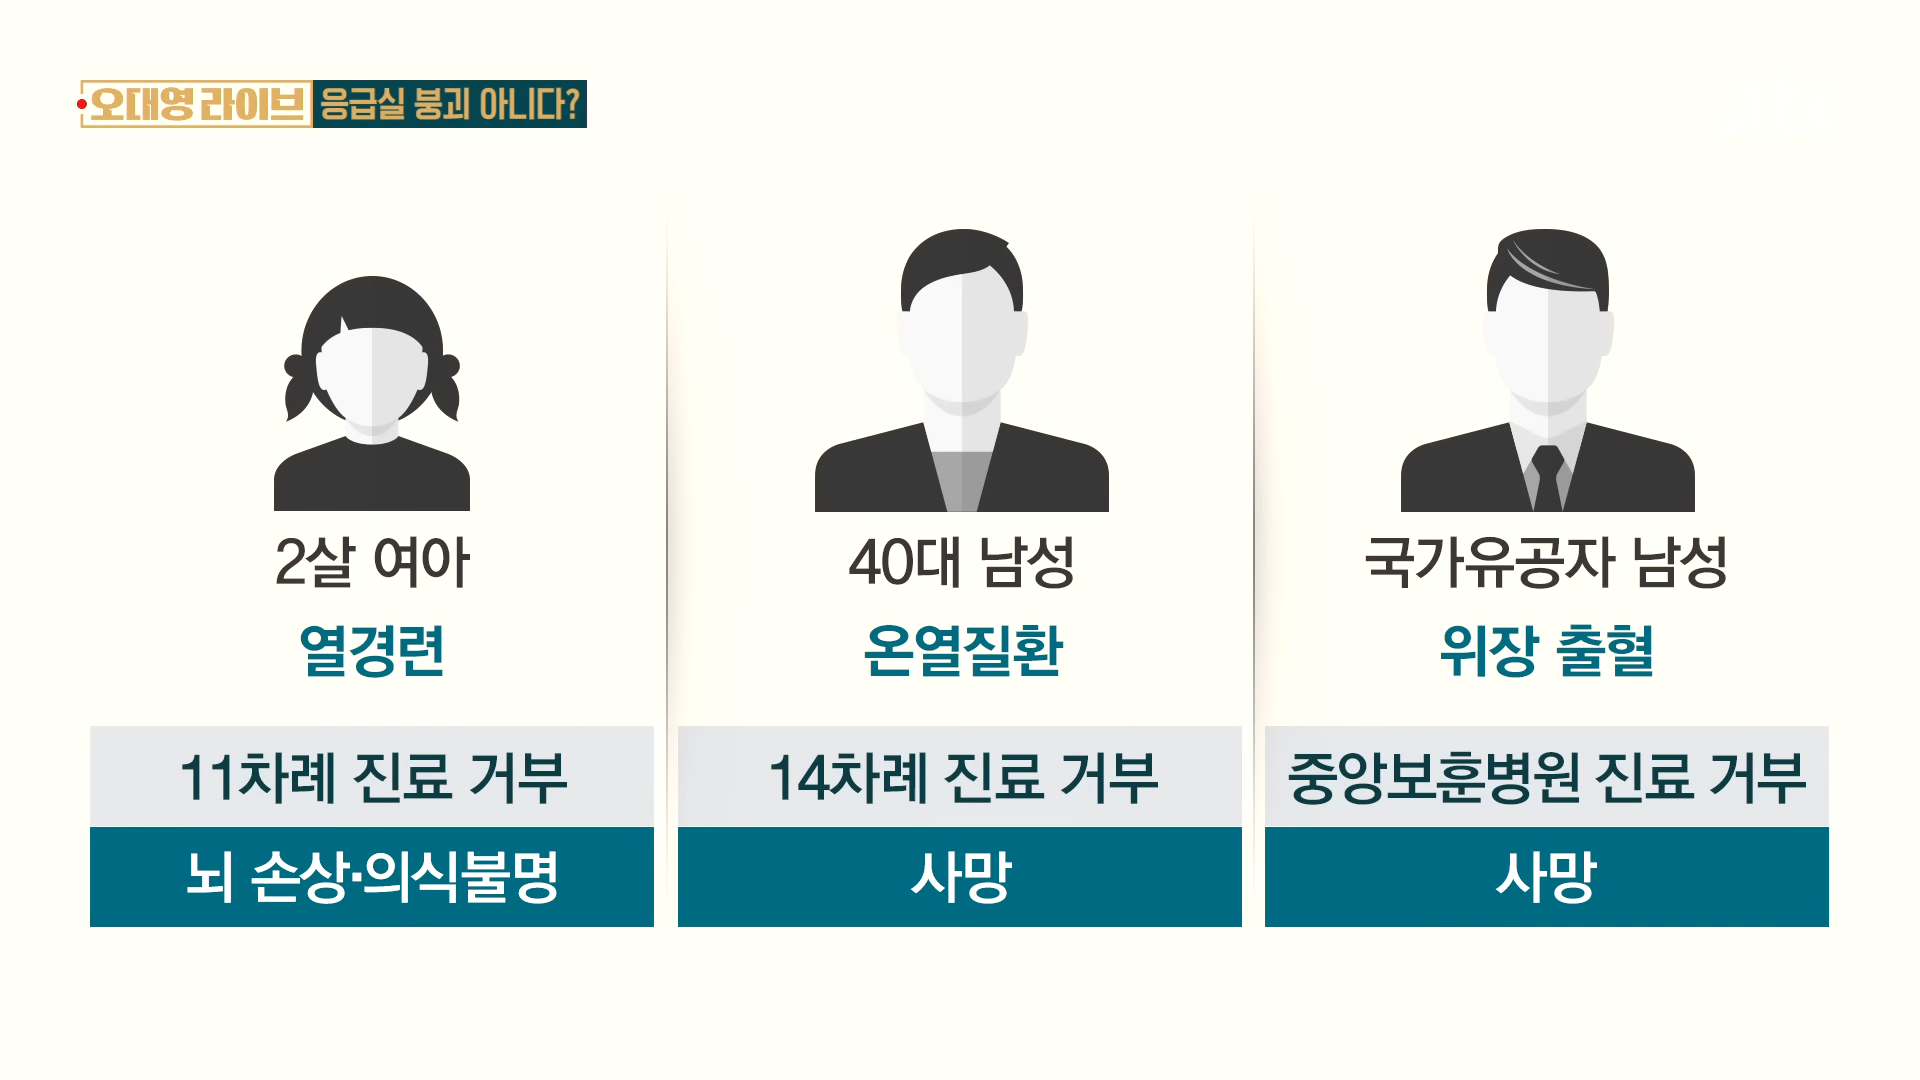 오대영 라이브 응급실 붕괴 아니다?
2살 여아
열경련
11차례 진료 거부
뇌 손상·의식불명
40대 남성
온열질환
14차례 진료 거부
사망
국가유공자 남성
위장 출혈
중앙보훈병원 진료 거부
사망